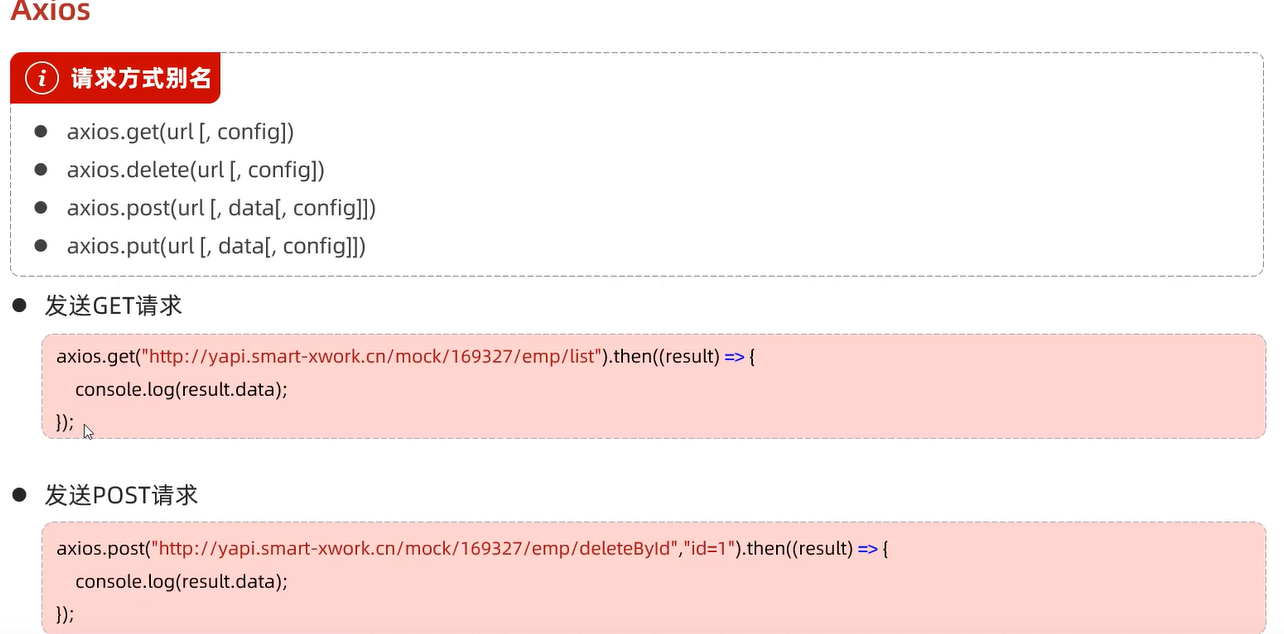 Axios
i 请求方式别名
● axios.get(url [, config])
● axios.delete(url [, config])
● axios.post(url [, data[, config]])
● axios.put(url [, data[, config]])
● 发送GET请求
axios.get("http://yapi.smart-xwork.cn/mock/169327/emp/list").then((result) => {
console.log(result.data);
});
● 发送POST请求
axios.post("http://yapi.smart-xwork.cn/mock/169327/emp/deleteById","id=1").then((result) => {
console.log(result.data);
});